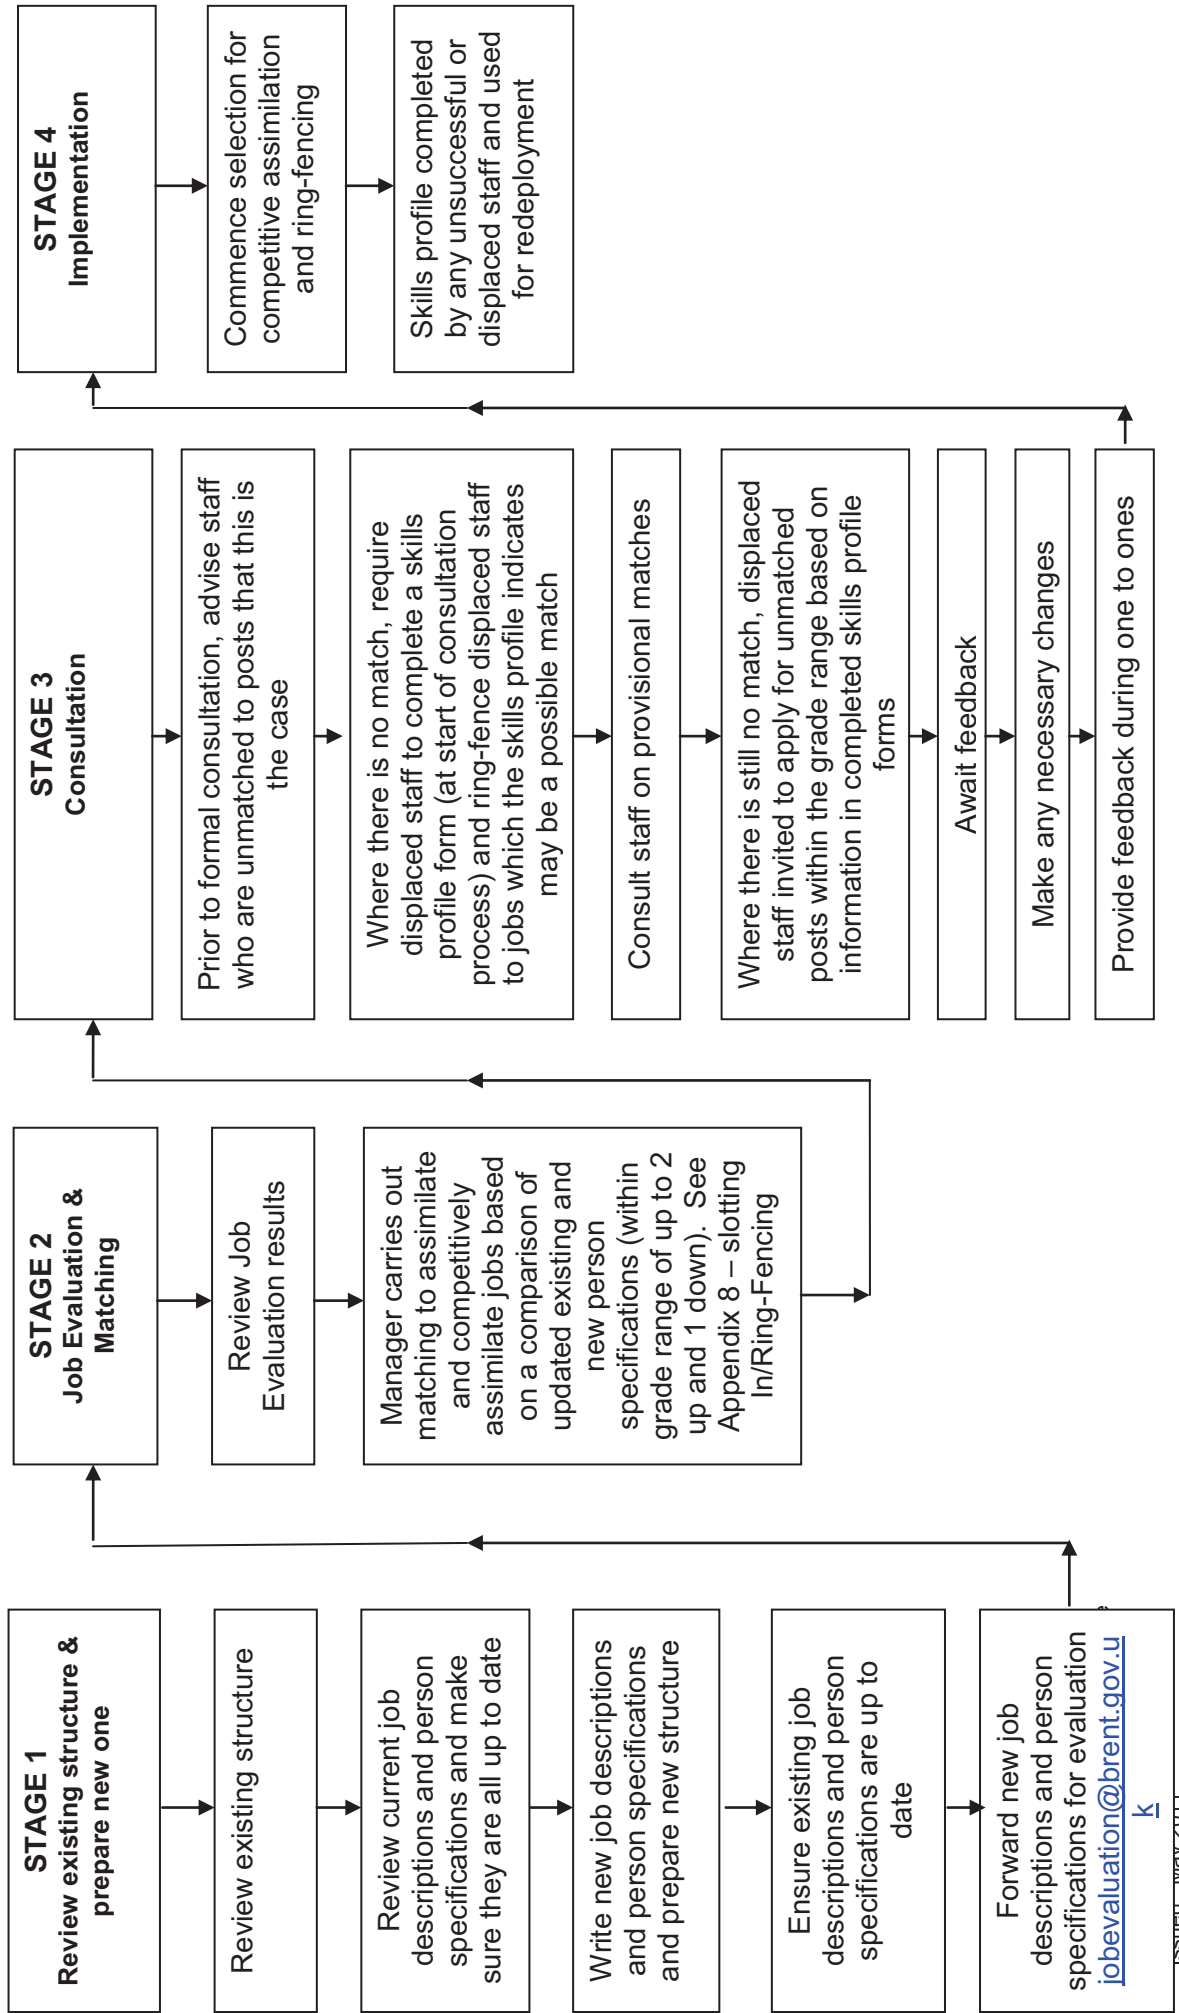 STAGE 1
Review existing structure &
prepare new one
Review existing structure
Review current job
descriptions and person
specifications and make
sure they are all up to date
Write new job descriptions
and person specifications
and prepare new structure
Ensure existing job
descriptions and person
specifications are up to
date
Forward new job
descriptions and person
specifications for evaluation
jobevaluation@brent.gov.u
k
STAGE 2
Job Evaluation &
Matching
Review Job
Evaluation results
Manager carries out
matching to assimilate
and competitively
assimilate jobs based
on a comparison of
updated existing and
new person
specifications (within
grade range of up to 2
up and 1 down). See
Appendix 8 – slotting
In/Ring-Fencing
STAGE 3
Consultation
Prior to formal consultation, advise staff
who are unmatched to posts that this is
the case
Where there is no match, require
displaced staff to complete a skills
profile form (at start of consultation
process) and ring-fence displaced staff
to jobs which the skills profile indicates
may be a possible match
Consult staff on provisional matches
Where there is still no match, displaced
staff invited to apply for unmatched
posts within the grade range based on
information in completed skills profile
forms
Await feedback
Make any necessary changes
Provide feedback during one to ones
STAGE 4
Implementation
Commence selection for
competitive assimilation
and ring-fencing
Skills profile completed
by any unsuccessful or
displaced staff and used
for redeployment